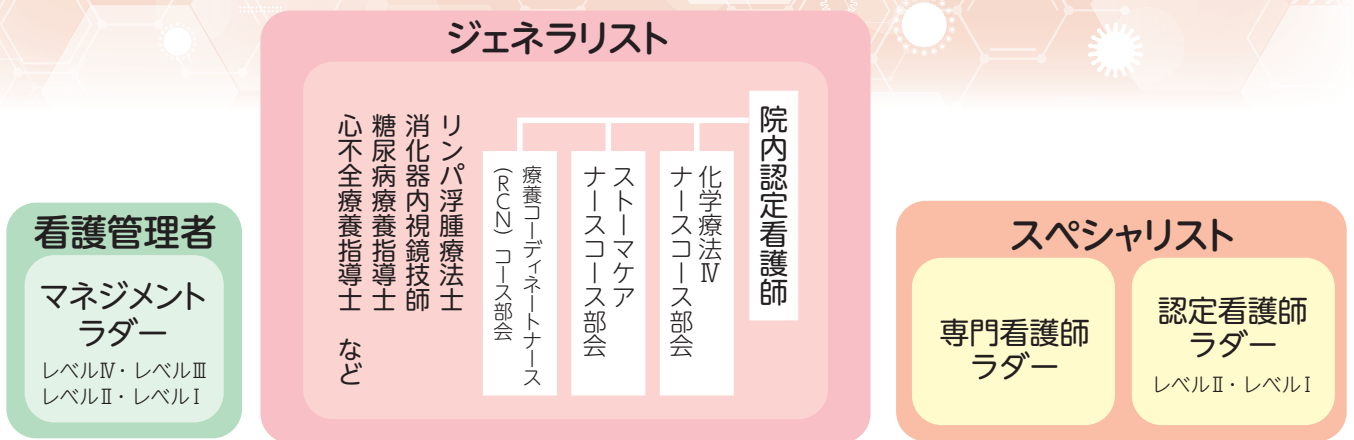 ジェネラリスト
院内認定看護師
化学療法Ⅳ
ナースコース部会
ストーマケア
ナースコース部会
療養コーディネートナース
（RCN）コース部会
リンパ浮腫療法士
消化器内視鏡技師
糖尿病療養指導士
心不全療養指導士 など
看護管理者
マネジメント
ラダー
レベルⅣ・レベルⅢ
レベルⅡ・レベルⅠ
スペシャリスト
専門看護師
ラダー
認定看護師
ラダー
レベルⅡ・レベルⅠ